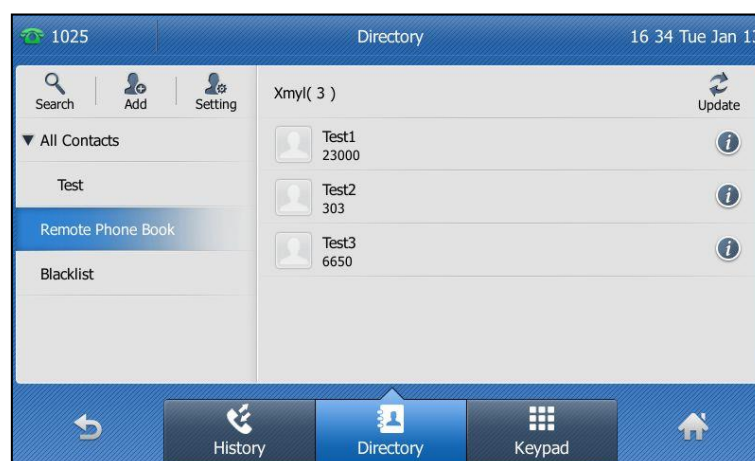 1025
Directory
16 34 Tue Jan 13
Search
Add
Setting
Xmyl( 3 )
Update
All Contacts
Test
Remote Phone Book
Blacklist
Test1
23000
Test2
303
Test3
6650
History
Directory
Keypad